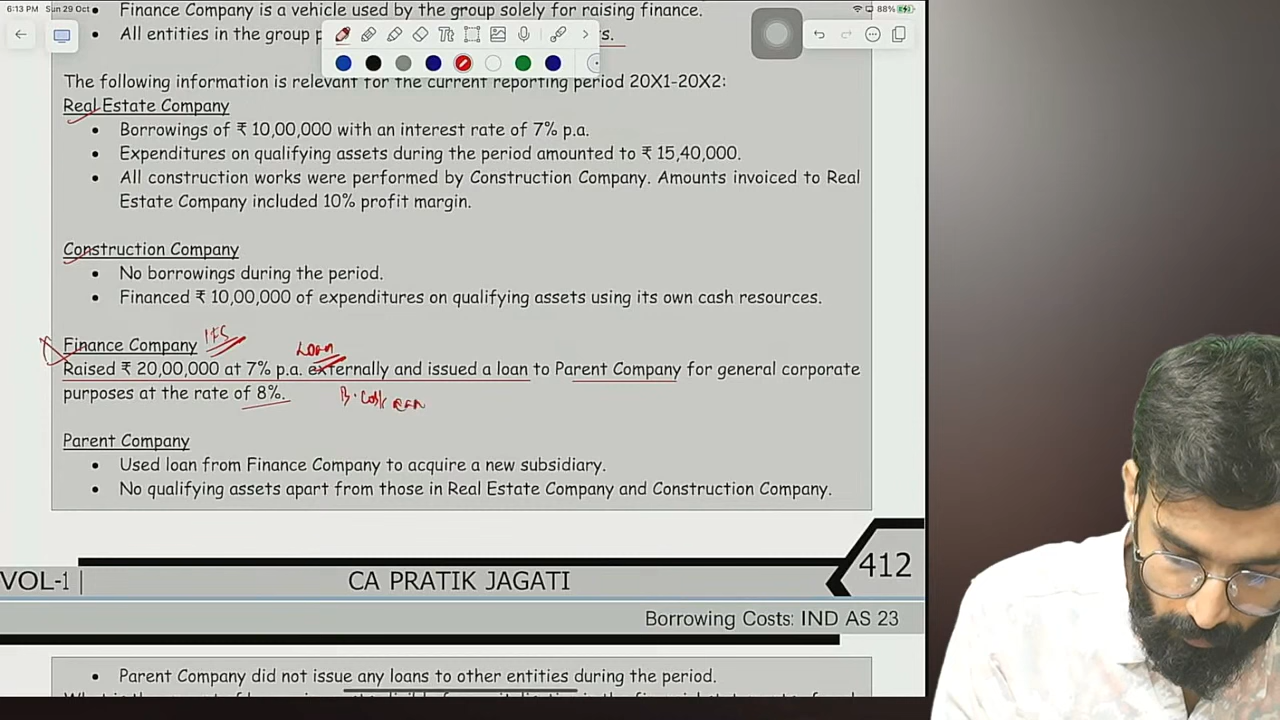 6:13 PM Sun 29 Oct
88%
Finance Company is a vehicle used by the group solely for raising finance.
All entities in the group p s.
The following information is relevant for the current reporting period 20X1-20X2:
Real Estate Company
Borrowings of ₹ 10,00,000 with an interest rate of 7% p.a.
Expenditures on qualifying assets during the period amounted to ₹ 15,40,000.
All construction works were performed by Construction Company. Amounts invoiced to Real
Estate Company included 10% profit margin.
Construction Company
No borrowings during the period.
Financed ₹ 10,00,000 of expenditures on qualifying assets using its own cash resources.
Finance Company
Loan
Raised ₹ 20,00,000 at 7% p.a. externally and issued a loan to Parent Company for general corporate
purposes at the rate of 8%.
B. Cost
Parent Company
Used loan from Finance Company to acquire a new subsidiary.
No qualifying assets apart from those in Real Estate Company and Construction Company.
412
VOL-1 | CA PRATIK JAGATI
Borrowing Costs: IND AS 23
Parent Company did not issue any loans to other entities during the period.